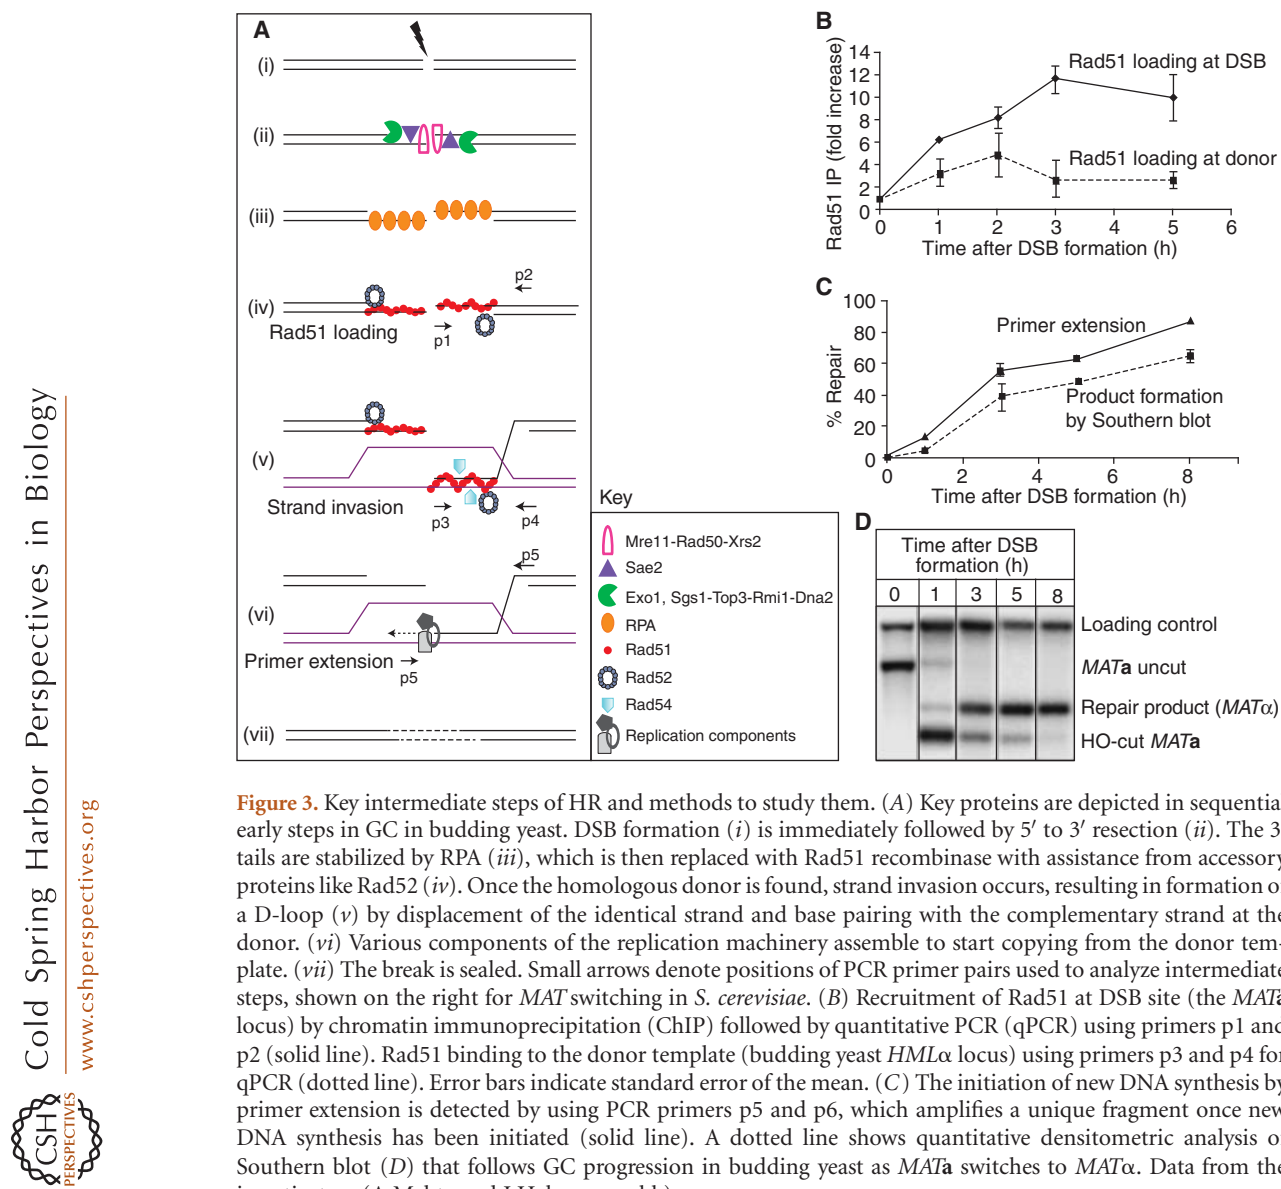 Cold Spring Harbor Perspectives in Biology
www.cshperspectives.org
CSH
PERSPECTIVES
A
(i)
(ii)
(iii)
(iv)
p2
Rad51 loading
p1
(v)
Strand invasion
p3
p4
(vi)
p5
Primer extension
p5
(vii)
Key
Mre11-Rad50-Xrs2
Sae2
Exo1, Sgs1-Top3-Rmi1-Dna2
RPA
Rad51
Rad52
Rad54
Replication components
B
Rad51 IP (fold increase)
14
12
10
8
6
4
2
0
Rad51 loading at DSB
Rad51 loading at donor
0 1 2 3 4 5 6
Time after DSB formation (h)
C
% Repair
100
80
60
40
20
0
Primer extension
Product formation
by Southern blot
0 2 4 6 8
Time after DSB formation (h)
D
Time after DSB
formation (h)
0 1 3 5 8
Loading control
MATa uncut
Repair product (MATα)
HO-cut MATa
Figure 3. Key intermediate steps of HR and methods to study them. (A) Key proteins are depicted in sequentia
early steps in GC in budding yeast. DSB formation (i) is immediately followed by 5′ to 3′ resection (ii). The 3
tails are stabilized by RPA (iii), which is then replaced with Rad51 recombinase with assistance from accessory
proteins like Rad52 (iv). Once the homologous donor is found, strand invasion occurs, resulting in formation o
a D-loop (v) by displacement of the identical strand and base pairing with the complementary strand at the
donor. (vi) Various components of the replication machinery assemble to start copying from the donor tem-
plate. (vii) The break is sealed. Small arrows denote positions of PCR primer pairs used to analyze intermediate
steps, shown on the right for MAT switching in S. cerevisiae. (B) Recruitment of Rad51 at DSB site (the MATa
locus) by chromatin immunoprecipitation (ChIP) followed by quantitative PCR (qPCR) using primers p1 and
p2 (solid line). Rad51 binding to the donor template (budding yeast HMLα locus) using primers p3 and p4 for
qPCR (dotted line). Error bars indicate standard error of the mean. (C) The initiation of new DNA synthesis by
primer extension is detected by using PCR primers p5 and p6, which amplifies a unique fragment once new
DNA synthesis has been initiated (solid line). A dotted line shows quantitative densitometric analysis o
Southern blot (D) that follows GC progression in budding yeast as MATa switches to MATα. Data from the